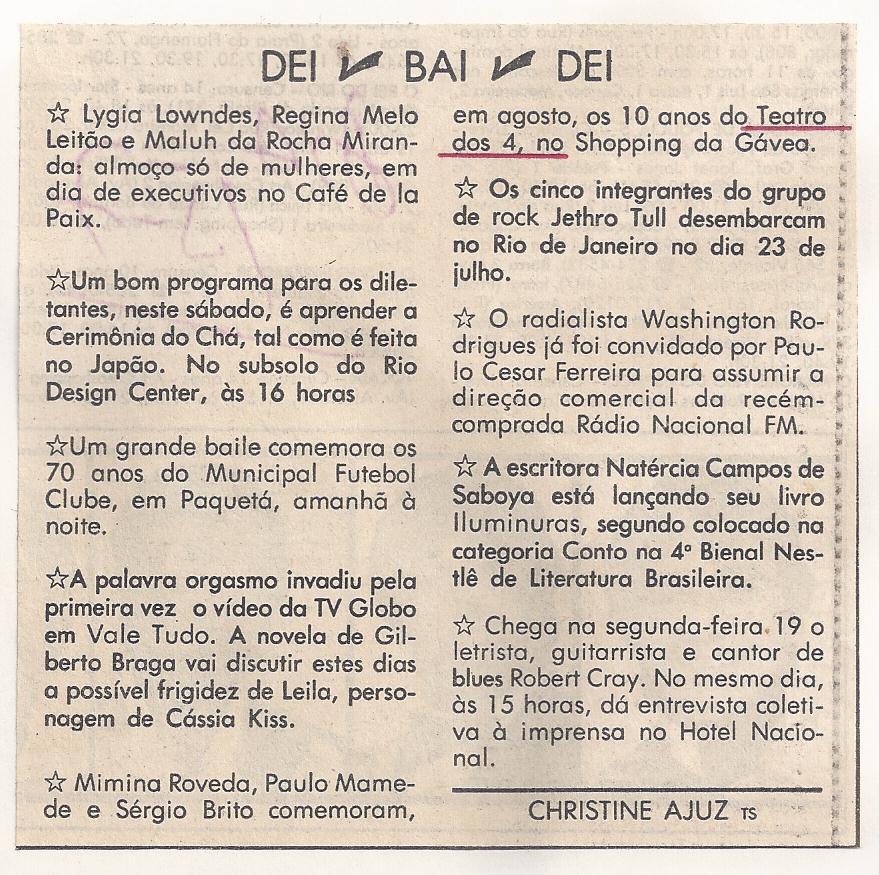 DEI ✓ BAI ✓ DEI
☆ Lygia Lowndes, Regina Melo
Leitão e Maluh da Rocha Miran-
da: almoço só de mulheres, em
dia de executivos no Café de la
Paix.
☆Um bom programa para os dile-
tantes, neste sábado, é aprender a
Cerimônia do Chá, tal como é feita
no Japão. No subsolo do Rio
Design Center, às 16 horas
☆Um grande baile comemora os
70 anos do Municipal Futebol
Clube, em Paquetá, amanhã à
noite.
☆A palavra orgasmo invadiu pela
primeira vez o vídeo da TV Globo
em Vale Tudo. A novela de Gil-
berto Braga vai discutir estes dias
a possível frigidez de Leila, perso-
nagem de Cássia Kiss.
☆ Mimina Roveda, Paulo Mame-
de e Sérgio Brito comemoram,
em agosto, os 10 anos do Teatro
dos 4, no Shopping da Gávea.
☆ Os cinco integrantes do grupo
de rock Jethro Tull desembarcam
no Rio de Janeiro no dia 23 de
julho.
☆ O radialista Washington Ro-
drigues já foi convidado por Pau-
lo Cesar Ferreira para assumir a
direção comercial da recém-
comprada Rádio Nacional FM.
☆ A escritora Natércia Campos de
Saboya está lançando seu livro
Iluminuras, segundo colocado na
categoria Conto na 4ª Bienal Nes-
tlê de Literatura Brasileira.
☆ Chega na segunda-feira 19 o
letrista, guitarrista e cantor de
blues Robert Cray. No mesmo dia,
às 15 horas, dá entrevista coleti-
va à imprensa no Hotel Nacio-
nal.
CHRISTINE AJUZ TS